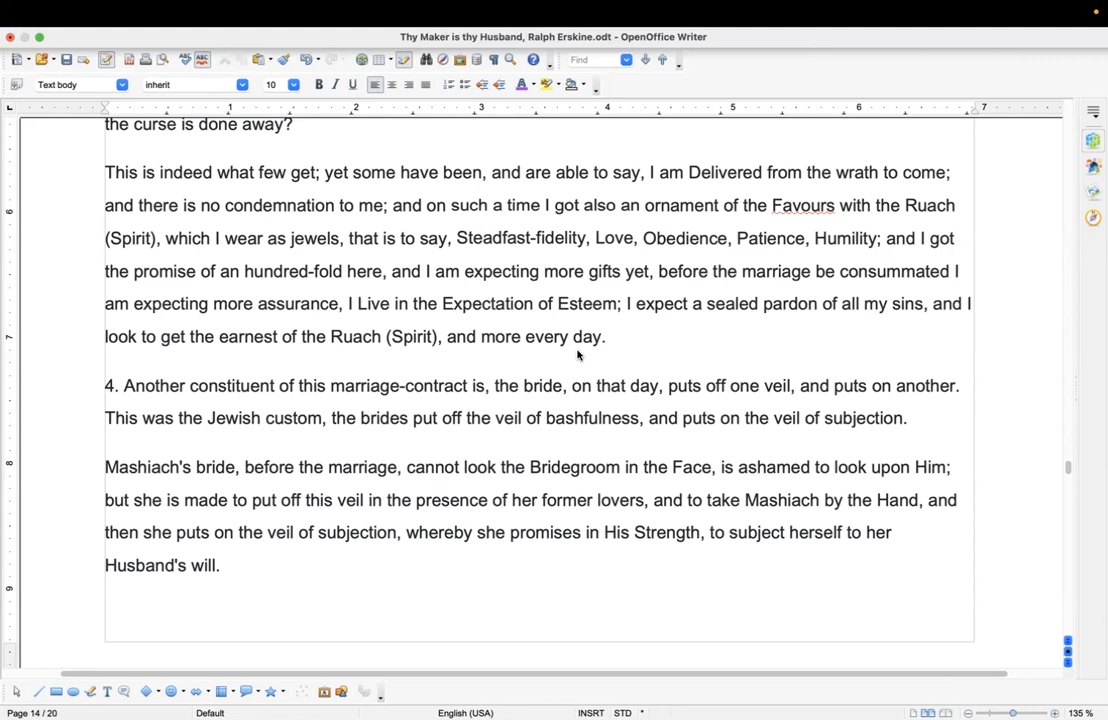 Thy Maker is thy Husband, Ralph Erskine.odt - OpenOffice Writer
Find
Text body
inherit
10
B I U
1 2 3 4 5 6 7
the curse is done away?
This is indeed what few get; yet some have been, and are able to say, I am Delivered from the wrath to come;
and there is no condemnation to me; and on such a time I got also an ornament of the Favours with the Ruach
6
(Spirit), which I wear as jewels, that is to say, Steadfast-fidelity, Love, Obedience, Patience, Humility; and I got
the promise of an hundred-fold here, and I am expecting more gifts yet, before the marriage be consummated I
am expecting more assurance, I Live in the Expectation of Esteem; I expect a sealed pardon of all my sins, and I
look to get the earnest of the Ruach (Spirit), and more every day.
7
4. Another constituent of this marriage-contract is, the bride, on that day, puts off one veil, and puts on another.
This was the Jewish custom, the brides put off the veil of bashfulness, and puts on the veil of subjection.
8
Mashiach's bride, before the marriage, cannot look the Bridegroom in the Face, is ashamed to look upon Him;
but she is made to put off this veil in the presence of her former lovers, and to take Mashiach by the Hand, and
then she puts on the veil of subjection, whereby she promises in His Strength, to subject herself to her
Husband's will.
9
Page 14 / 20
Default
English (USA)
INSRT
STD
*
135 %